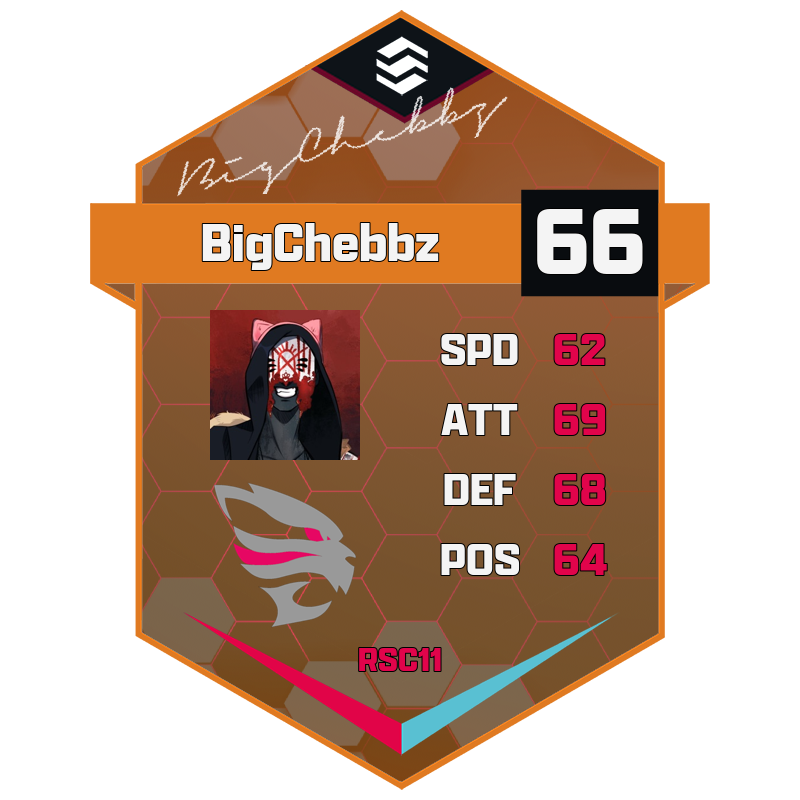 BigChebbz
BigChebbz 66
SPD 62
ATT 69
DEF 68
POS 64
RSC11